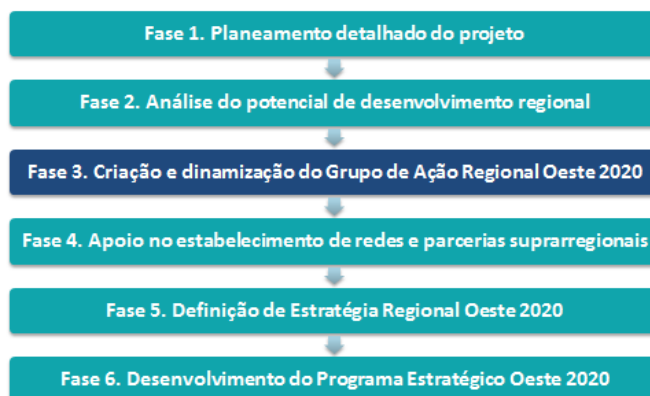 Fase 1. Planeamento detalhado do projeto
Fase 2. Análise do potencial de desenvolvimento regional
Fase 3. Criação e dinamização do Grupo de Ação Regional Oeste 2020
Fase 4. Apoio no estabelecimento de redes e parcerias suprarregionais
Fase 5. Definição de Estratégia Regional Oeste 2020
Fase 6. Desenvolvimento do Programa Estratégico Oeste 2020